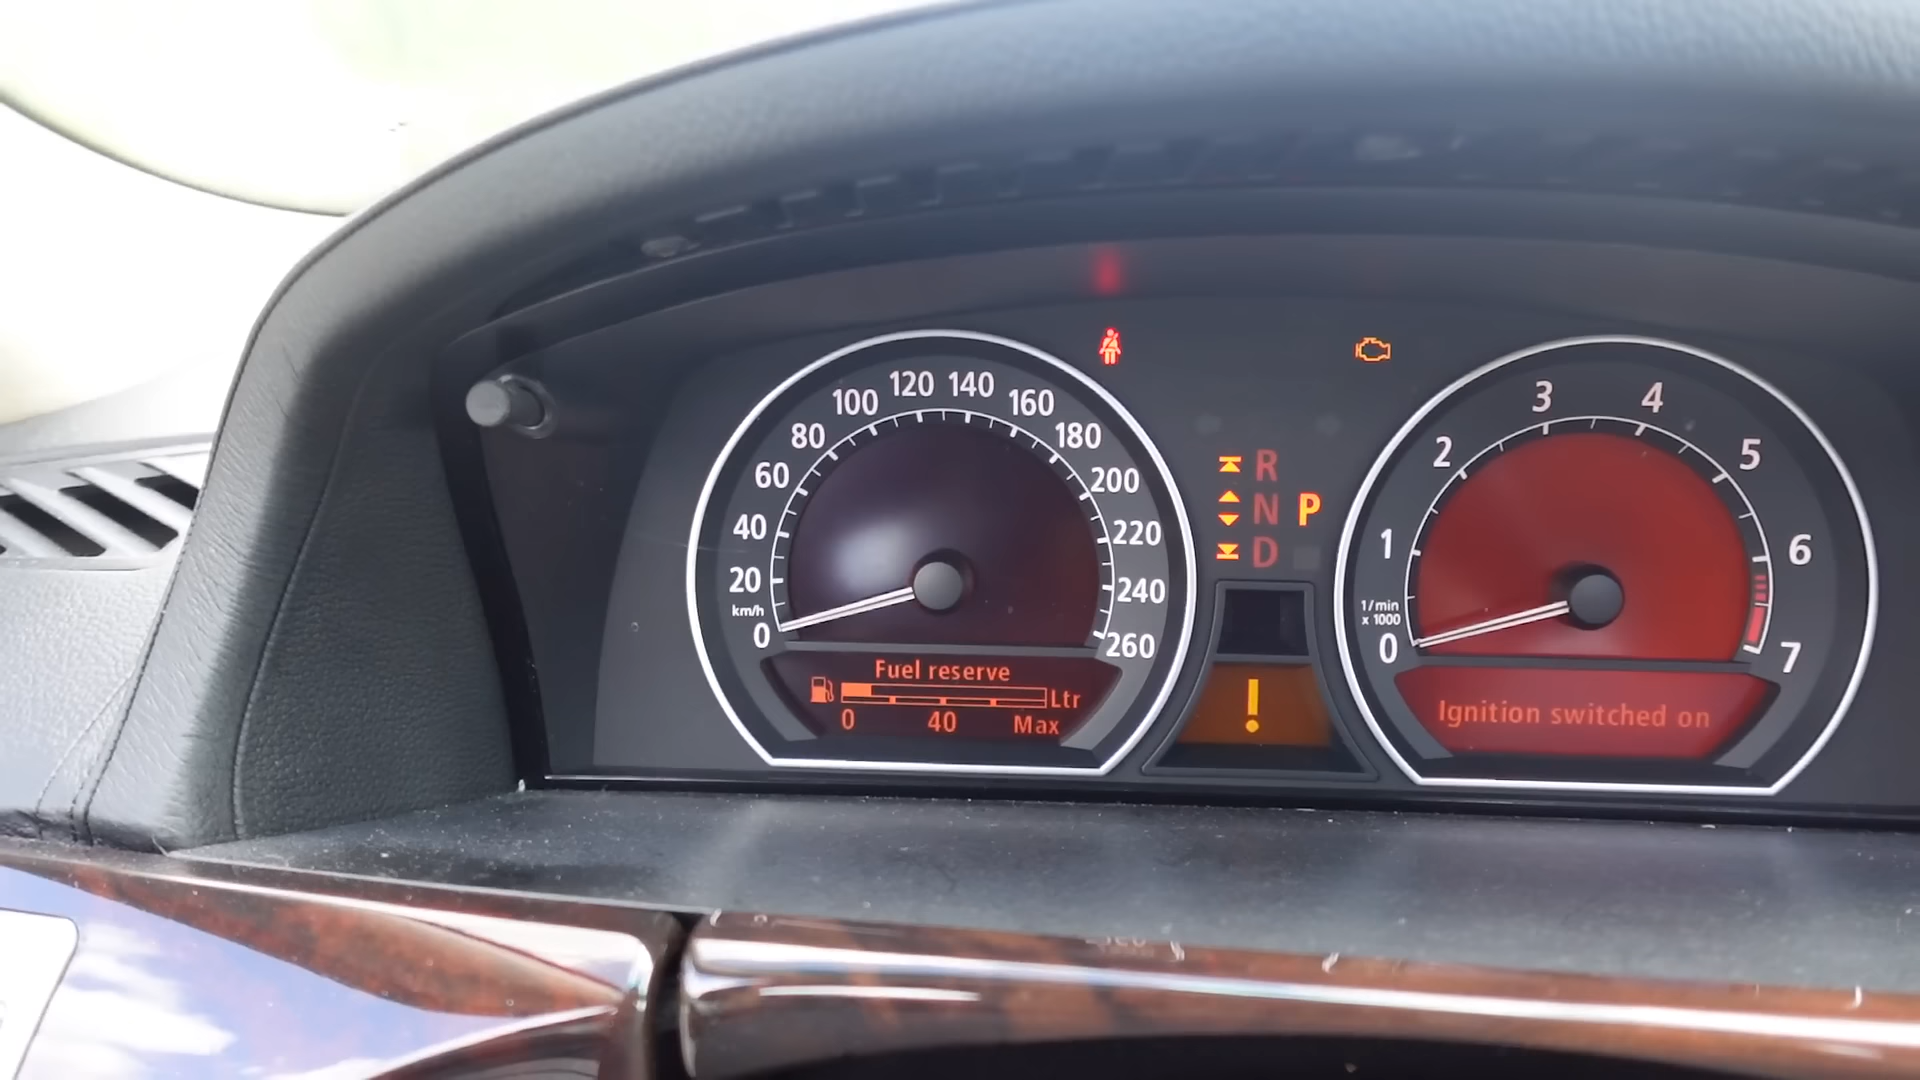 0
20
40
60
80
100
120
140
160
180
200
220
240
260
km/h
Fuel reserve
Ltr
0 40 Max
R
N P
D
!
0
1
2
3
4
5
6
7
1/min
x 1000
Ignition switched on